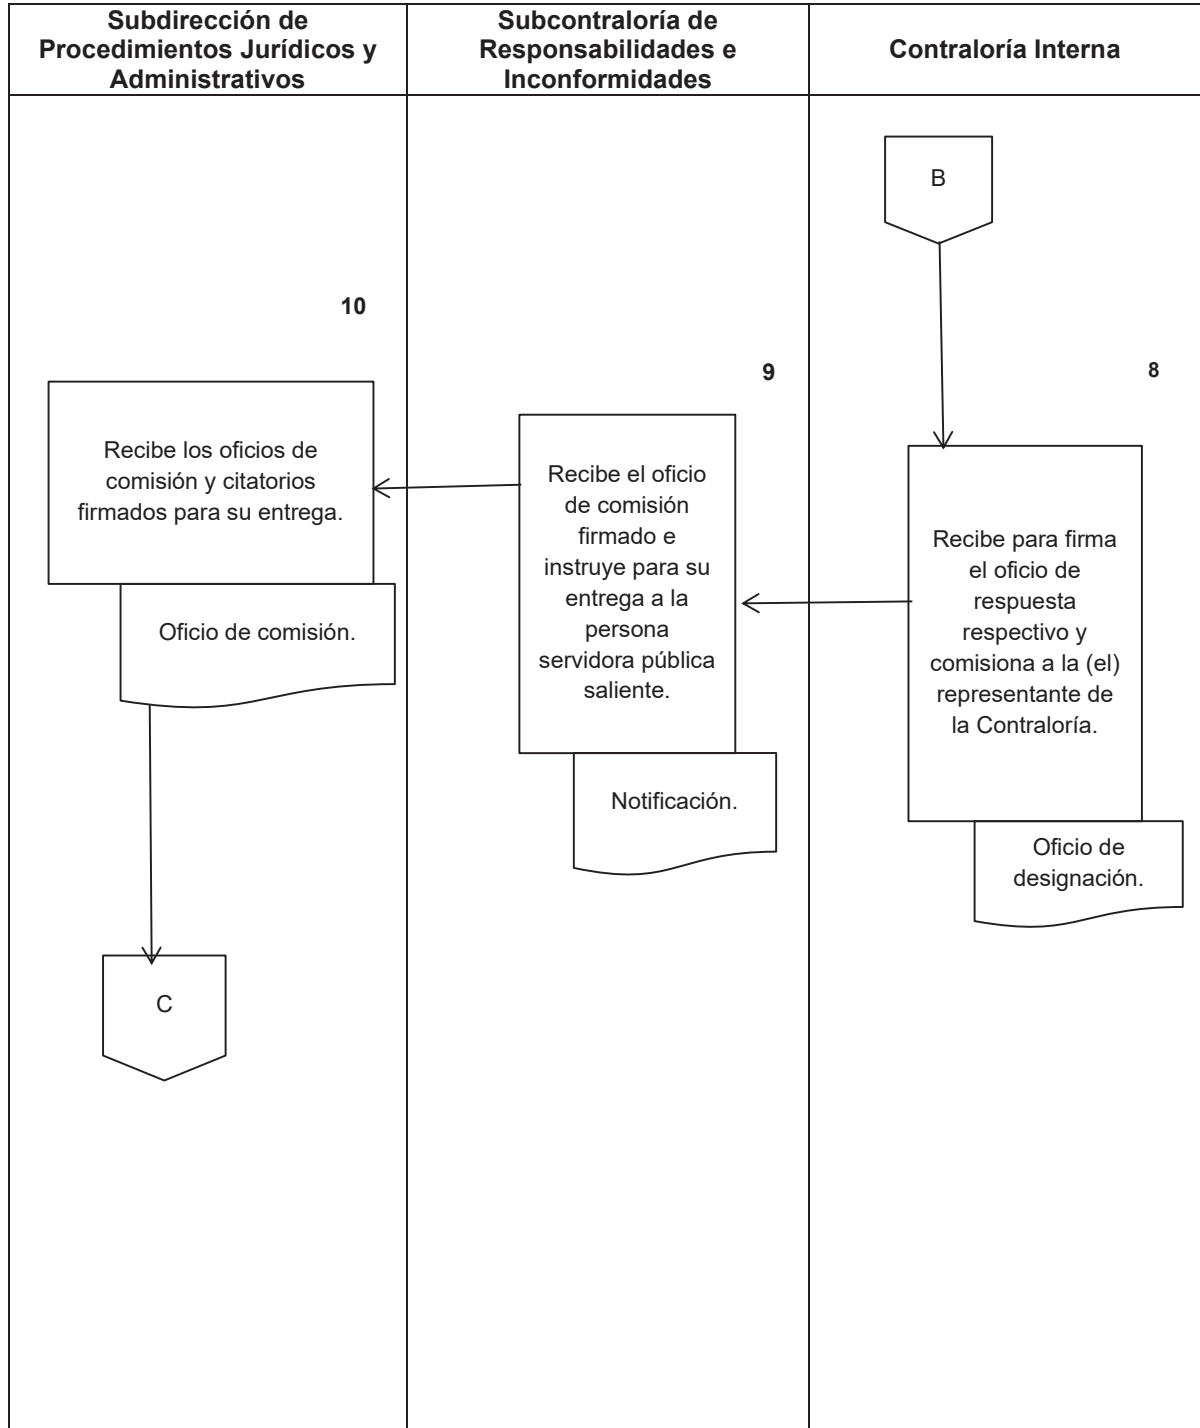 Subdirección de
Procedimientos Jurídicos y
Administrativos
Subcontraloría de
Responsabilidades e
Inconformidades
Contraloría Interna
B
10
9
8
Recibe los oficios de
comisión y citatorios
firmados para su entrega.
Oficio de comisión.
Recibe el oficio
de comisión
firmado e
instruye para su
entrega a la
persona
servidora pública
saliente.
Notificación.
Recibe para firma
el oficio de
respuesta
respectivo y
comisiona a la (el)
representante de
la Contraloría.
Oficio de
designación.
C